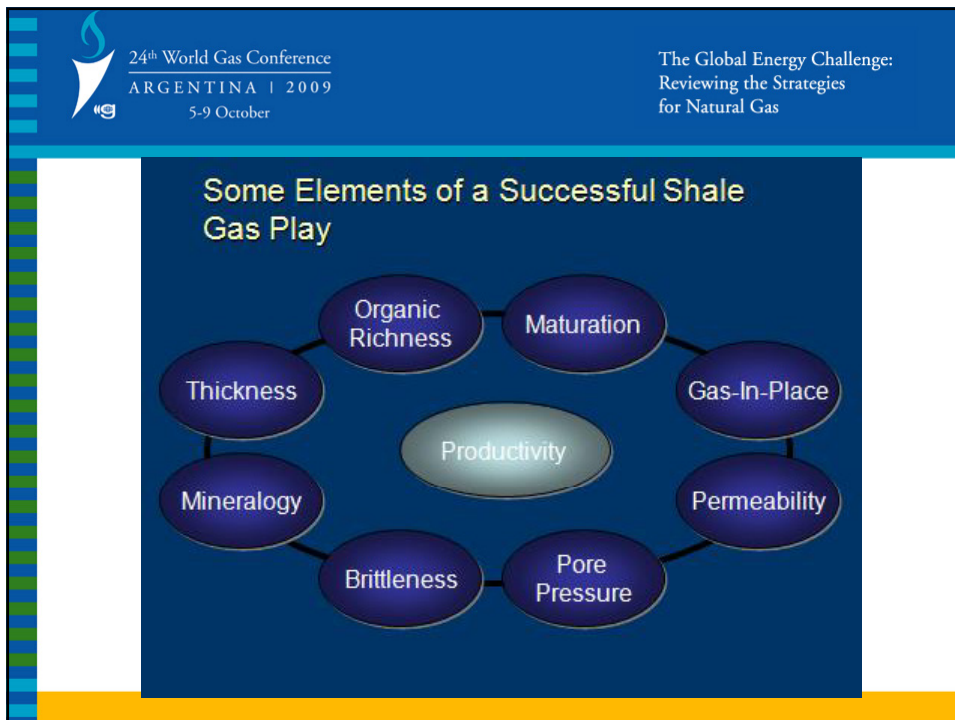 24th World Gas Conference
ARGENTINA | 2009
5-9 October
The Global Energy Challenge:
Reviewing the Strategies
for Natural Gas
Some Elements of a Successful Shale
Gas Play
Organic
Richness
Maturation
Thickness
Gas-In-Place
Productivity
Mineralogy
Permeability
Brittleness
Pore
Pressure